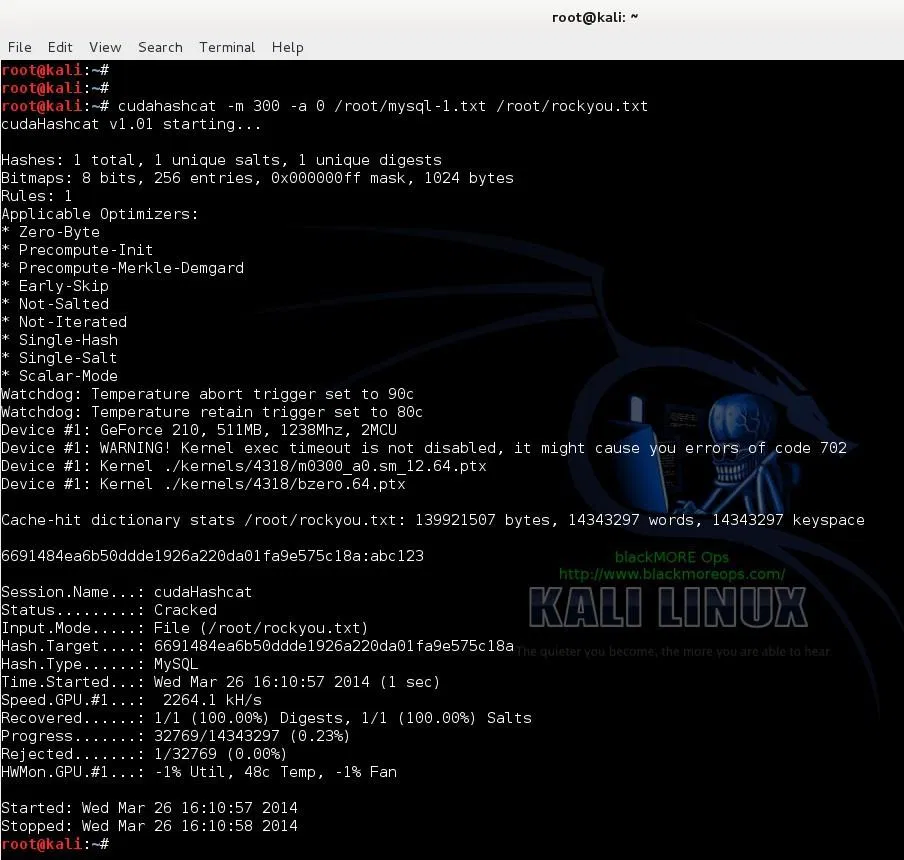 root@kali: ~
File Edit View Search Terminal Help
root@kali:~#
root@kali:~#
root@kali:~# cudahashcat -m 300 -a 0 /root/mysql-1.txt /root/rockyou.txt
cudaHashcat v1.01 starting...
Hashes: 1 total, 1 unique salts, 1 unique digests
Bitmaps: 8 bits, 256 entries, 0x000000ff mask, 1024 bytes
Rules: 1
Applicable Optimizers:
* Zero-Byte
* Precompute-Init
* Precompute-Merkle-Demgard
* Early-Skip
* Not-Salted
* Not-Iterated
* Single-Hash
* Single-Salt
* Scalar-Mode
Watchdog: Temperature abort trigger set to 90c
Watchdog: Temperature retain trigger set to 80c
Device #1: GeForce 210, 511MB, 1238Mhz, 2MCU
Device #1: WARNING! Kernel exec timeout is not disabled, it might cause you errors of code 702
Device #1: Kernel ./kernels/4318/m0300_a0.sm_12.64.ptx
Device #1: Kernel ./kernels/4318/bzero.64.ptx
Cache-hit dictionary stats /root/rockyou.txt: 139921507 bytes, 14343297 words, 14343297 keyspace
6691484ea6b50ddde1926a220da01fa9e575c18a:abc123
blackMORE Ops
http://www.blackmoreops.com/
KALI LINUX
The quieter you become, the more you are able to hear.
Session.Name...: cudaHashcat
Status.........: Cracked
Input.Mode.....: File (/root/rockyou.txt)
Hash.Target....: 6691484ea6b50ddde1926a220da01fa9e575c18a
Hash.Type......: MySQL
Time.Started...: Wed Mar 26 16:10:57 2014 (1 sec)
Speed.GPU.#1...:  2264.1 kH/s
Recovered......: 1/1 (100.00%) Digests, 1/1 (100.00%) Salts
Progress.......: 32769/14343297 (0.23%)
Rejected.......: 1/32769 (0.00%)
HWMon.GPU.#1...: -1% Util, 48c Temp, -1% Fan
Started: Wed Mar 26 16:10:57 2014
Stopped: Wed Mar 26 16:10:58 2014
root@kali:~#